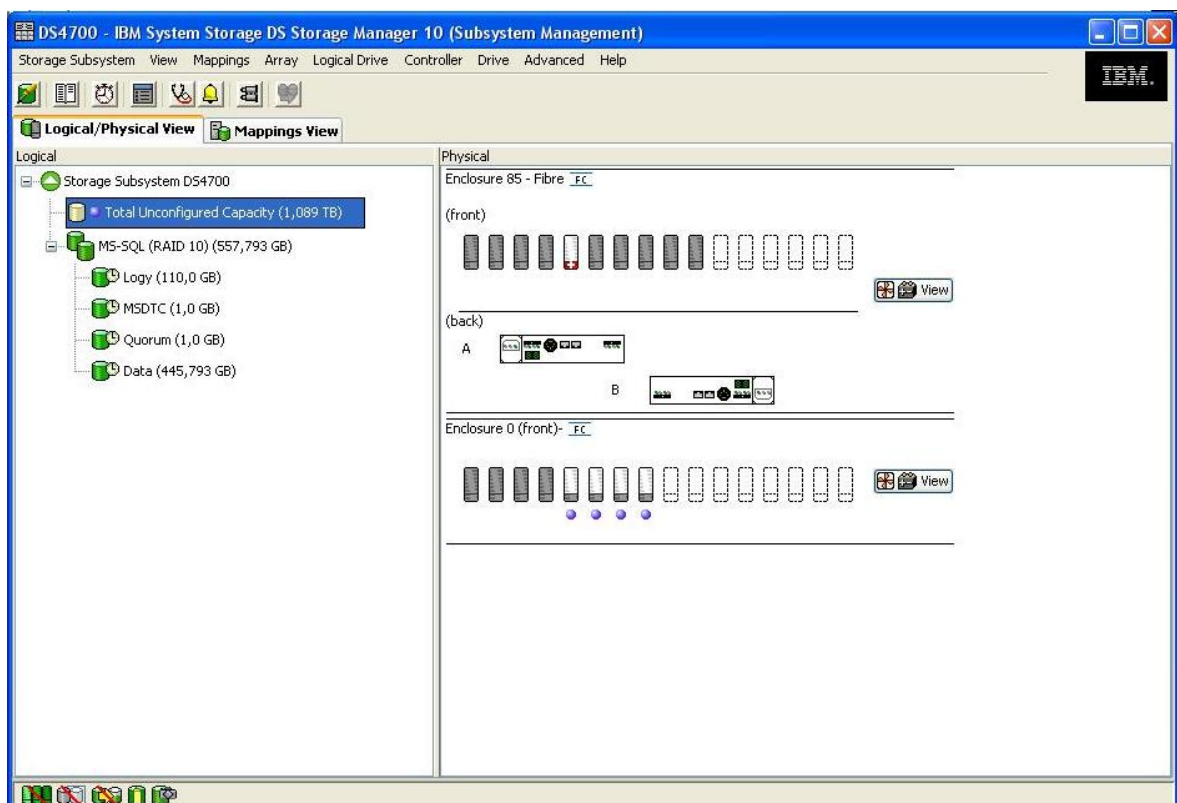 DS4700 - IBM System Storage DS Storage Manager 10 (Subsystem Management)
Storage Subsystem View Mappings Array Logical Drive Controller Drive Advanced Help
IBM.
Logical/Physical View Mappings View
Logical
Storage Subsystem DS4700
Total Unconfigured Capacity (1,089 TB)
MS-SQL (RAID 10) (557,793 GB)
Logy (110,0 GB)
MSDTC (1,0 GB)
Quorum (1,0 GB)
Data (445,793 GB)
Physical
Enclosure 85 - Fibre FC
(front)
View
(back)
A
B
Enclosure 0 (front)- FC
View